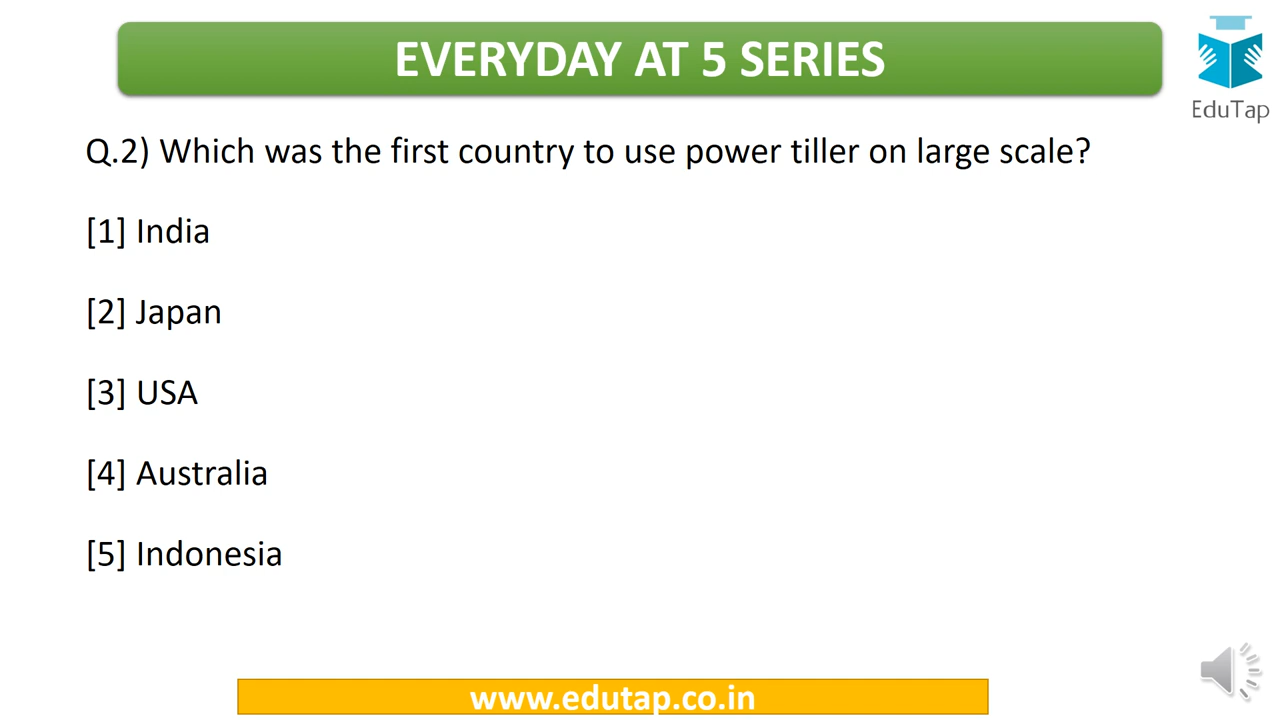 EVERYDAY AT 5 SERIES
EduTap
Q.2) Which was the first country to use power tiller on large scale?
[1] India
[2] Japan
[3] USA
[4] Australia
[5] Indonesia
www.edutap.co.in